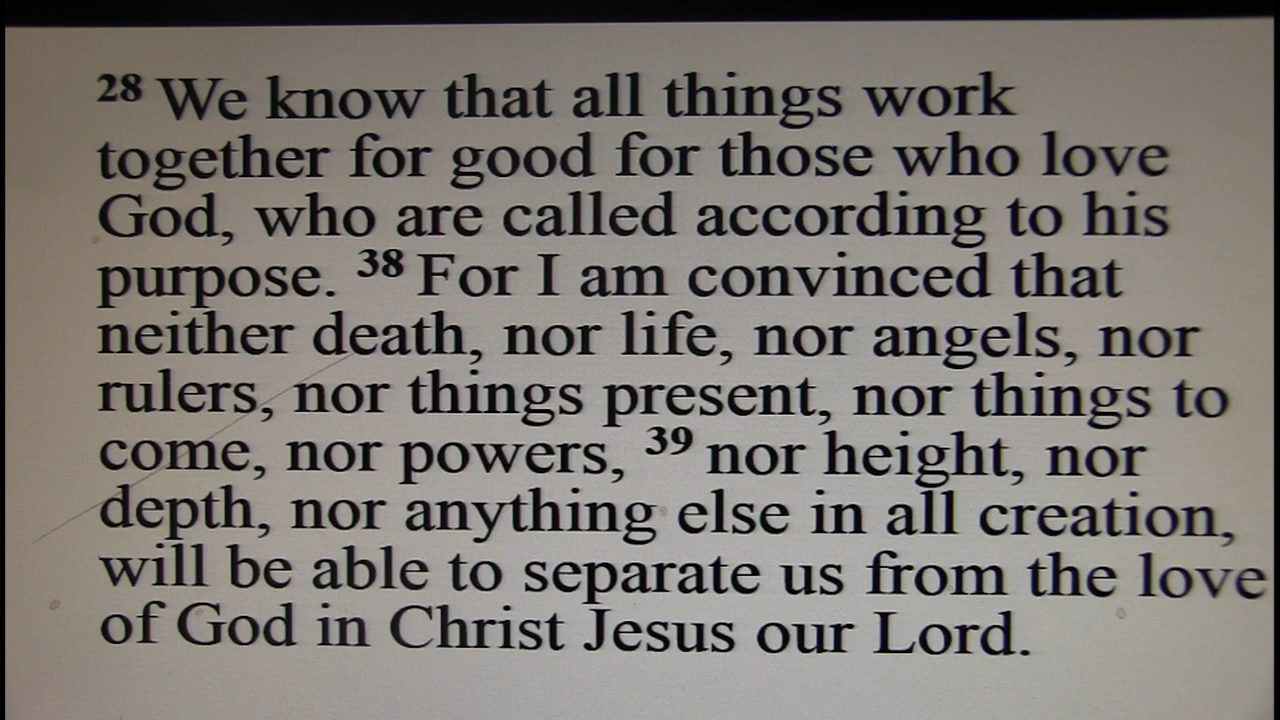 28 We know that all things work
together for good for those who love
God, who are called according to his
purpose. 38 For I am convinced that
neither death, nor life, nor angels, nor
rulers, nor things present, nor things to
come, nor powers, 39 nor height, nor
depth, nor anything else in all creation,
will be able to separate us from the love
of God in Christ Jesus our Lord.